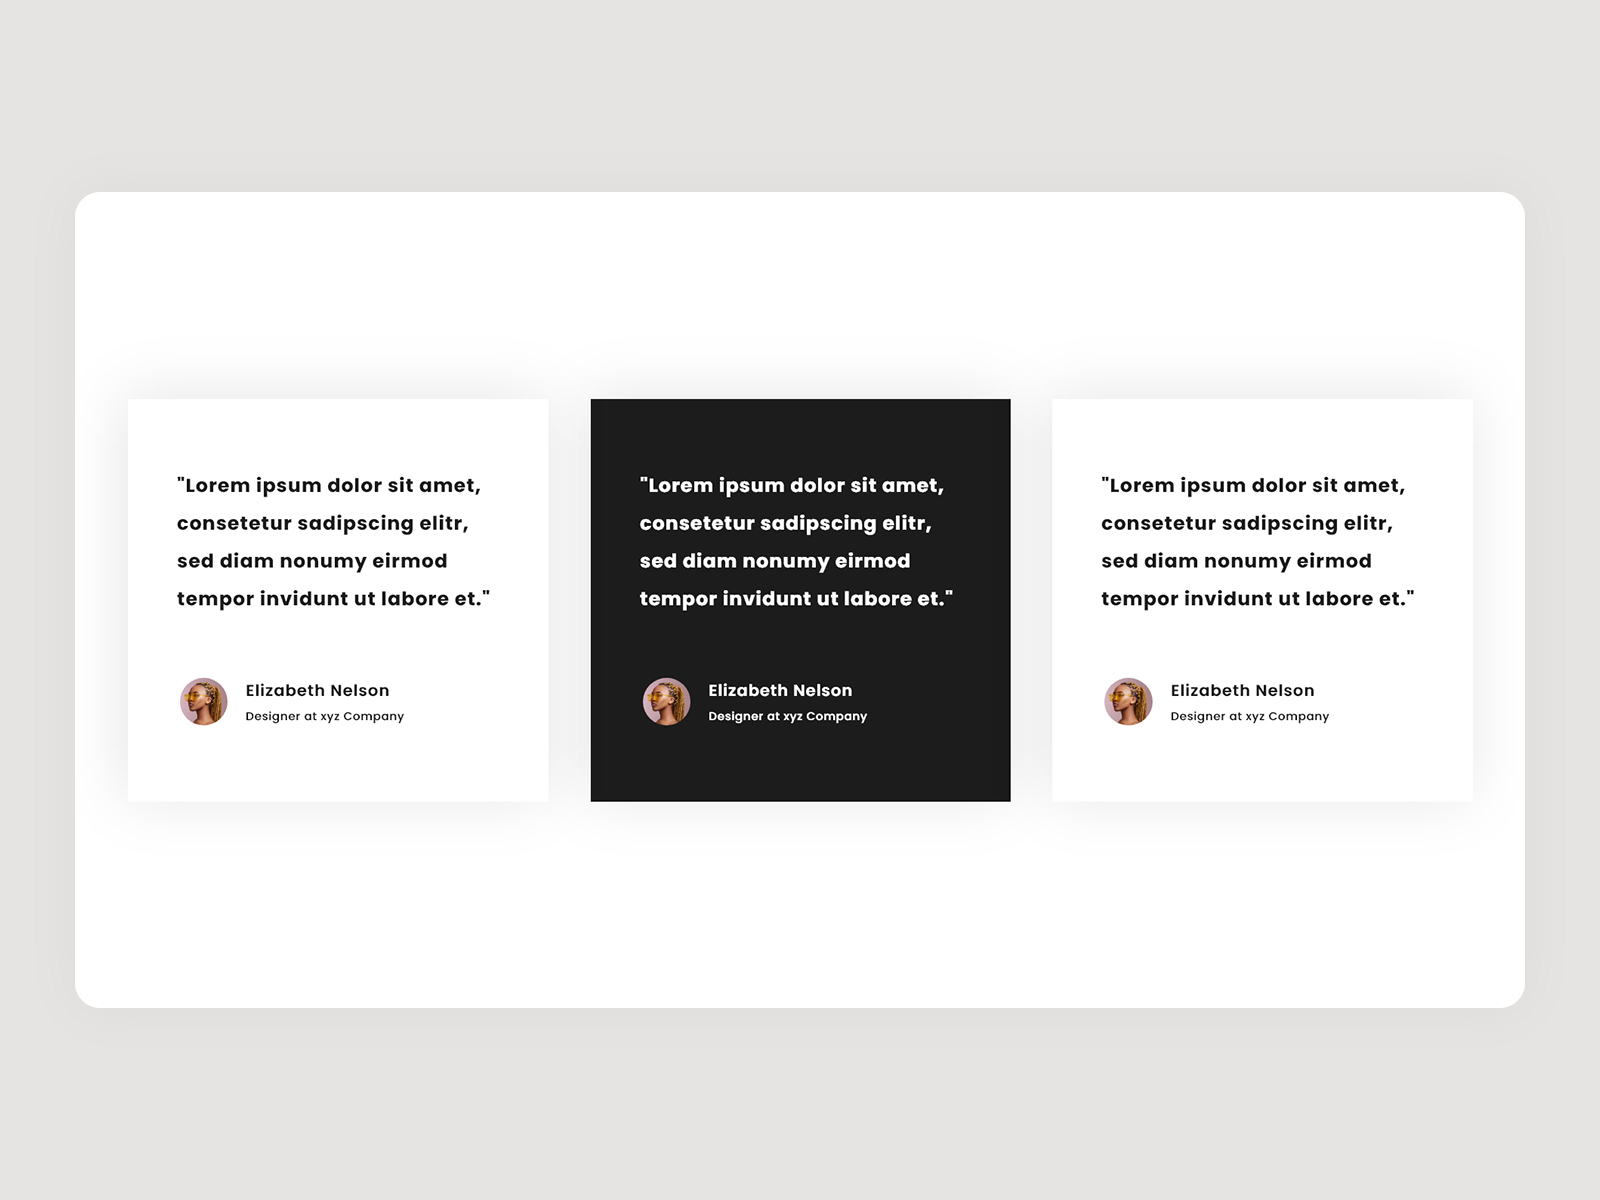 "Lorem ipsum dolor sit amet,
consetetur sadipscing elitr,
sed diam nonumy eirmod
tempor invidunt ut labore et."
Elizabeth Nelson
Designer at xyz Company
"Lorem ipsum dolor sit amet,
consetetur sadipscing elitr,
sed diam nonumy eirmod
tempor invidunt ut labore et."
Elizabeth Nelson
Designer at xyz Company
"Lorem ipsum dolor sit amet,
consetetur sadipscing elitr,
sed diam nonumy eirmod
tempor invidunt ut labore et."
Elizabeth Nelson
Designer at xyz Company